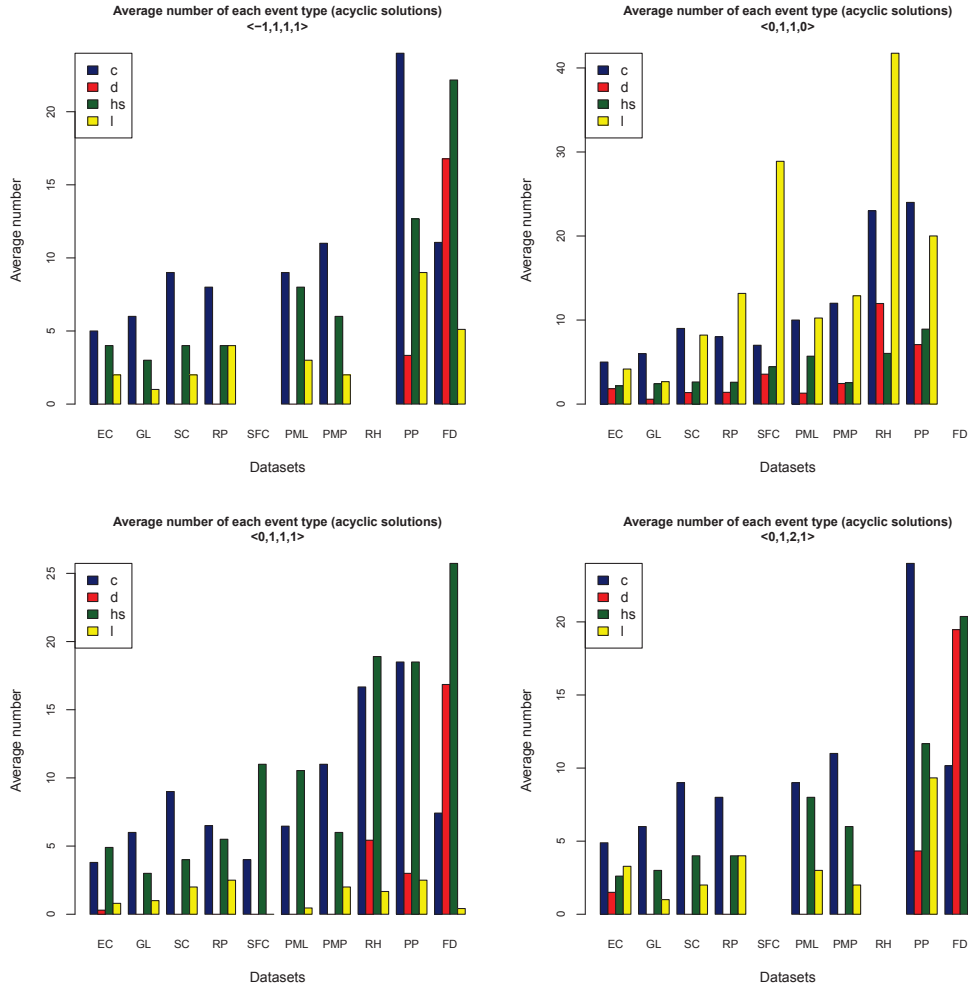 Average number of each event type (acyclic solutions)
<−1,1,1,1>
c
d
hs
l
Average number
0
5
10
15
20
EC GL SC RP SFC PML PMP RH PP FD
Datasets
Average number of each event type (acyclic solutions)
<0,1,1,0>
c
d
hs
l
Average number
0
10
20
30
40
EC GL SC RP SFC PML PMP RH PP FD
Datasets
Average number of each event type (acyclic solutions)
<0,1,1,1>
c
d
hs
l
Average number
0
5
10
15
20
25
EC GL SC RP SFC PML PMP RH PP FD
Datasets
Average number of each event type (acyclic solutions)
<0,1,2,1>
c
d
hs
l
Average number
0
5
10
15
20
EC GL SC RP SFC PML PMP RH PP FD
Datasets